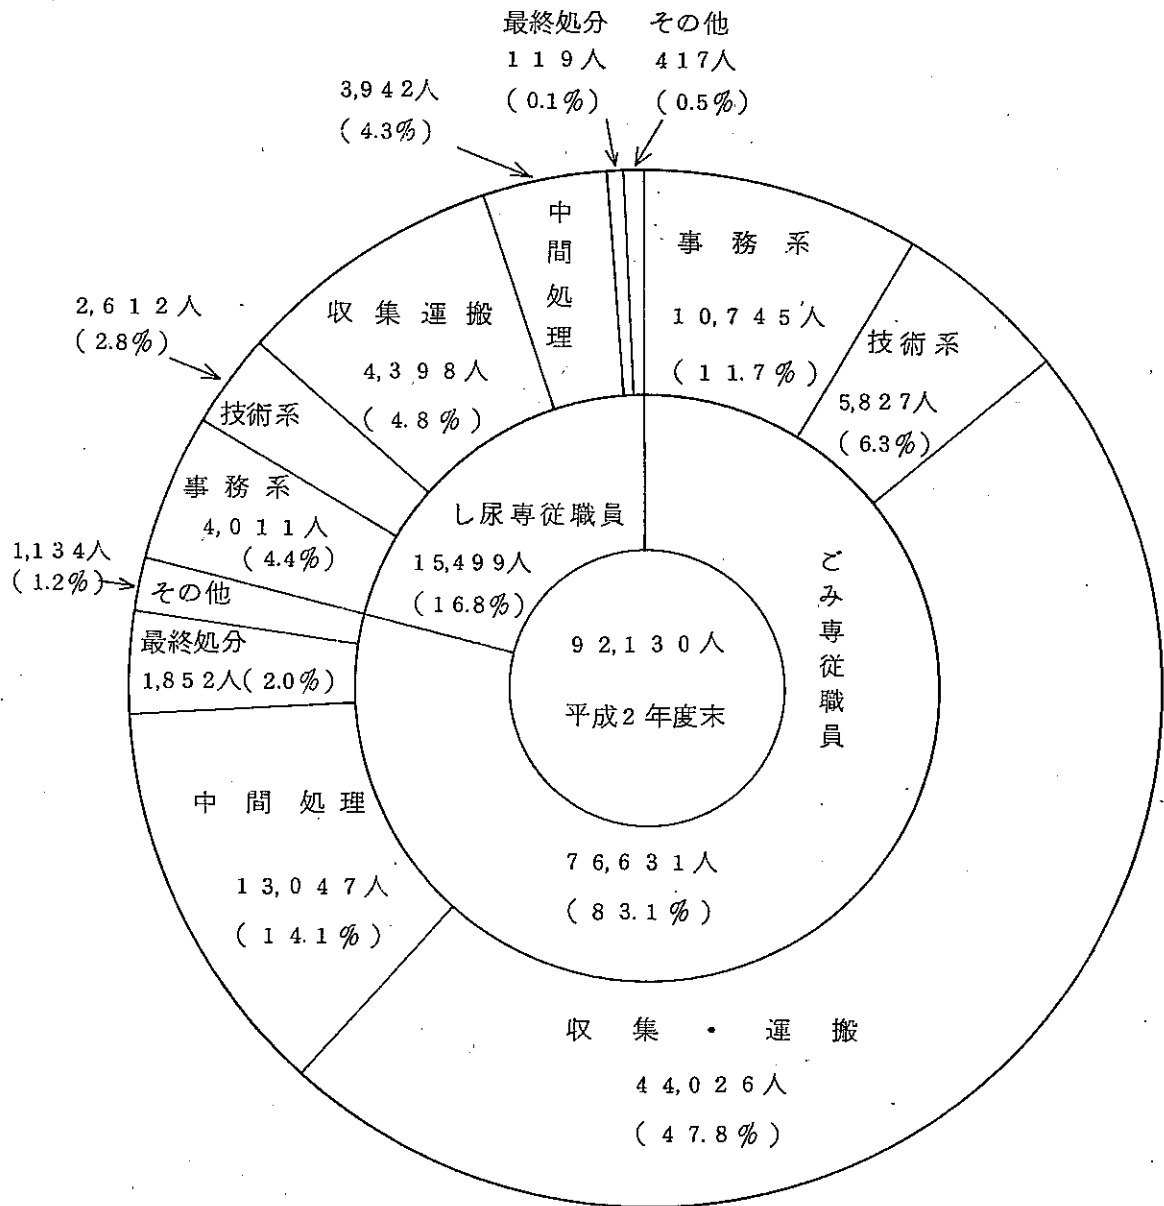 最終処分
119人
(0.1%)
その他
417人
(0.5%)
3,942人
(4.3%)
中間処理
事務系
10,745人
(11.7%)
技術系
5,827人
(6.3%)
2,612人
(2.8%)
収集運搬
4,398人
(4.8%)
技術系
事務系
4,011人
(4.4%)
し尿専従職員
15,499人
(16.8%)
1,134人
(1.2%)
その他
最終処分
1,852人(2.0%)
92,130人
平成2年度末
ごみ専従職員
76,631人
(83.1%)
中間処理
13,047人
(14.1%)
収集・運搬
44,026人
(47.8%)